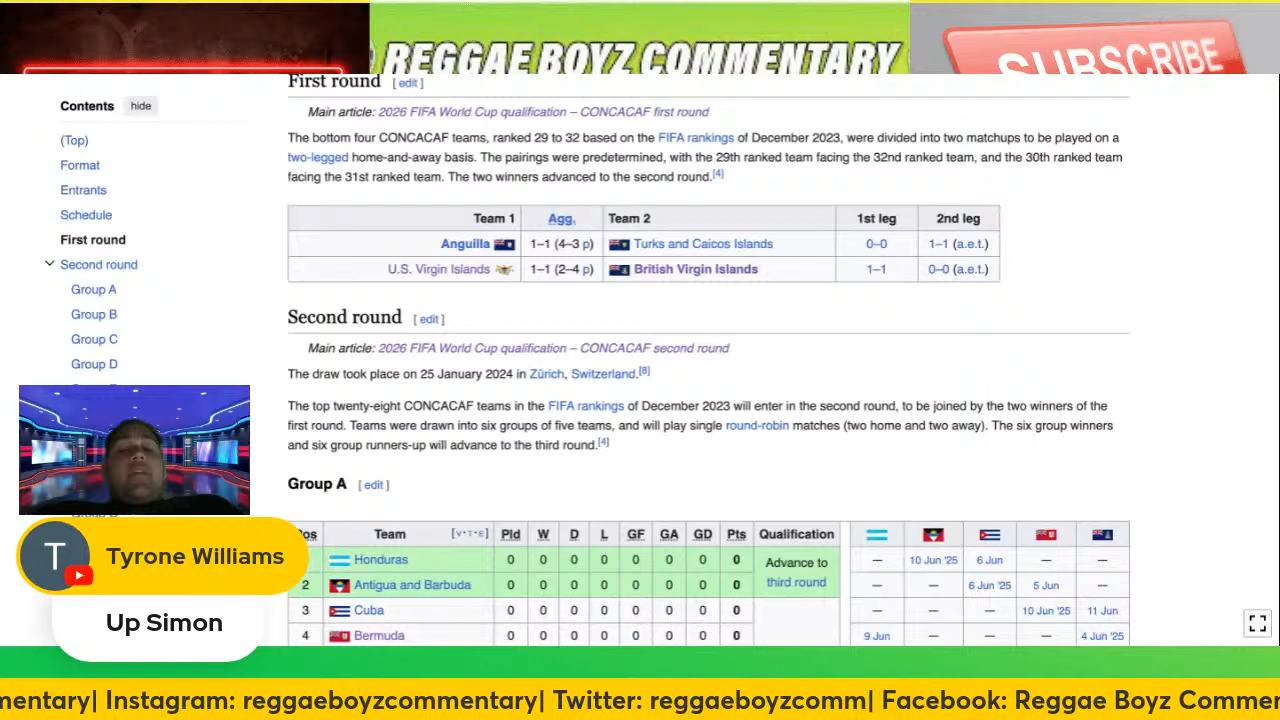 REGGAE BOYZ COMMENTARY
SUBSCRIBE
Contents hide
(Top)
Format
Entrants
Schedule
First round
Second round
Group A
Group B
Group C
Group D
First round [ edit ]
Main article: 2026 FIFA World Cup qualification – CONCACAF first round
The bottom four CONCACAF teams, ranked 29 to 32 based on the FIFA rankings of December 2023, were divided into two matchups to be played on a
two-legged home-and-away basis. The pairings were predetermined, with the 29th ranked team facing the 32nd ranked team, and the 30th ranked team
facing the 31st ranked team. The two winners advanced to the second round.[4]
Team 1 Agg. Team 2 1st leg 2nd leg
Anguilla 1–1 (4–3 p) Turks and Caicos Islands 0–0 1–1 (a.e.t.)
U.S. Virgin Islands 1–1 (2–4 p) British Virgin Islands 1–1 0–0 (a.e.t.)
Second round [ edit ]
Main article: 2026 FIFA World Cup qualification – CONCACAF second round
The draw took place on 25 January 2024 in Zürich, Switzerland.[8]
The top twenty-eight CONCACAF teams in the FIFA rankings of December 2023 will enter in the second round, to be joined by the two winners of the
first round. Teams were drawn into six groups of five teams, and will play single round-robin matches (two home and two away). The six group winners
and six group runners-up will advance to the third round.[4]
Group A [ edit ]
os Team [V·T·E] Pld W D L GF GA GD Pts Qualification
Honduras 0 0 0 0 0 0 0 0 Advance to third round — 10 Jun '25 6 Jun — —
2 Antigua and Barbuda 0 0 0 0 0 0 0 0 — — 6 Jun '25 5 Jun —
3 Cuba 0 0 0 0 0 0 0 0 — — — 10 Jun '25 11 Jun
4 Bermuda 0 0 0 0 0 0 0 0 9 Jun — — — 4 Jun '25
T Tyrone Williams
Up Simon
mentary| Instagram: reggaeboyzcommentary| Twitter: reggaeboyzcomm| Facebook: Reggae Boyz Commen